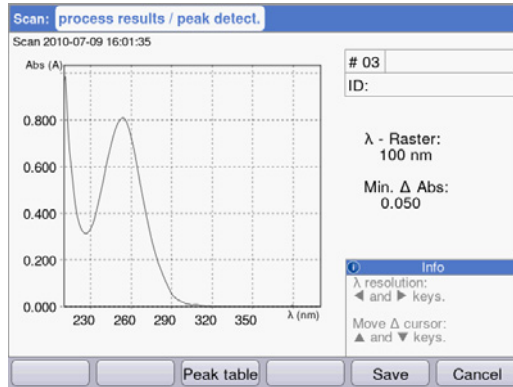 Scan: process results / peak detect.
Scan 2010-07-09 16:01:35
Abs (A)
0.800
0.600
0.400
0.200
0.000
230 260 290 320 350 λ (nm)
# 03
ID:
λ - Raster:
100 nm
Min. Δ Abs:
0.050
Info
λ resolution:
◀ and ▶ keys.
Move Δ cursor:
▲ and ▼ keys.
Peak table Save Cancel